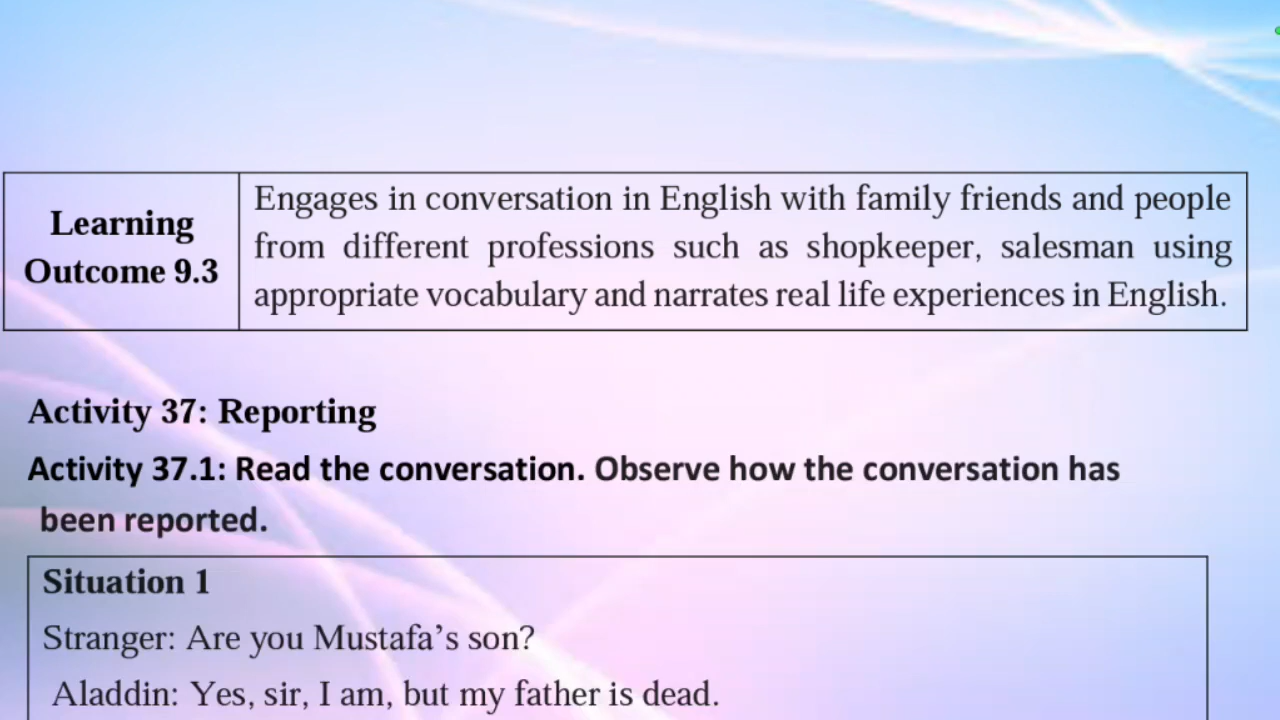 Learning
Outcome 9.3
Engages in conversation in English with family friends and people
from different professions such as shopkeeper, salesman using
appropriate vocabulary and narrates real life experiences in English.
Activity 37: Reporting
Activity 37.1: Read the conversation. Observe how the conversation has
been reported.
Situation 1
Stranger: Are you Mustafa’s son?
Aladdin: Yes, sir, I am, but my father is dead.